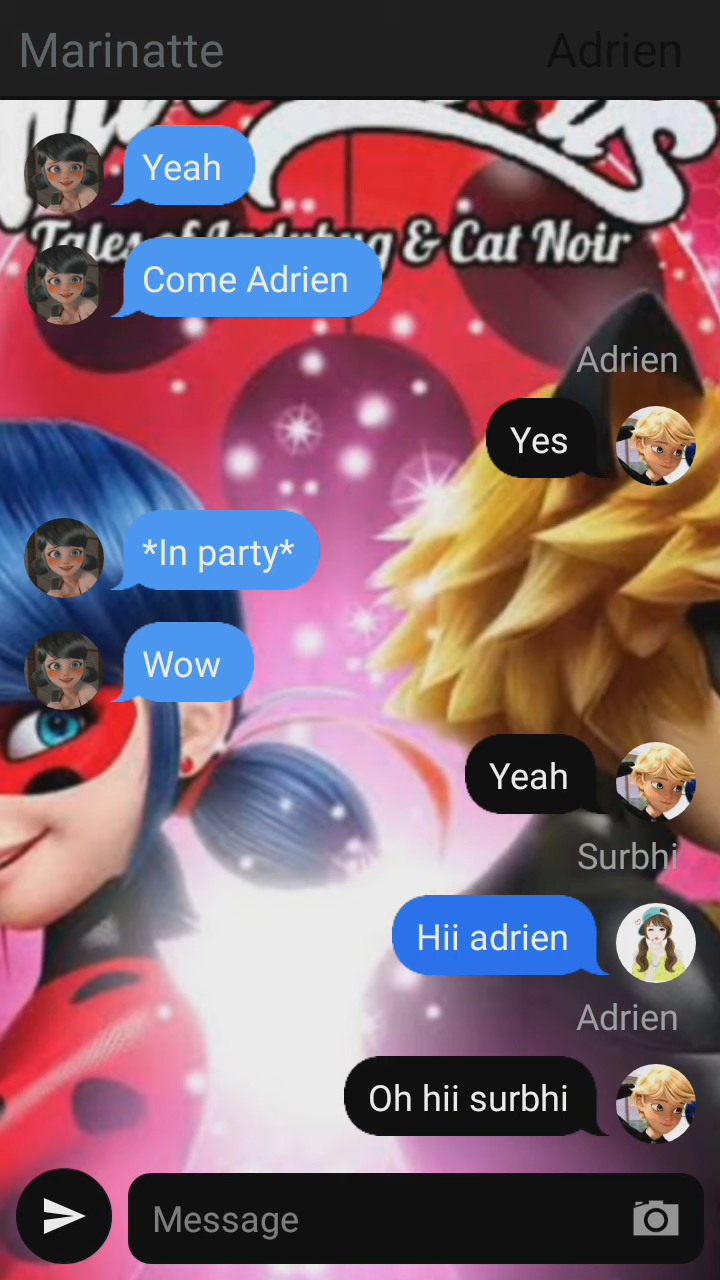 Marinatte
Adrien
Yeah
Tales of Ladybug & Cat Noir
Come Adrien
Adrien
Yes
*In party*
Wow
Yeah
Surbhi
Hii adrien
Adrien
Oh hii surbhi
Message